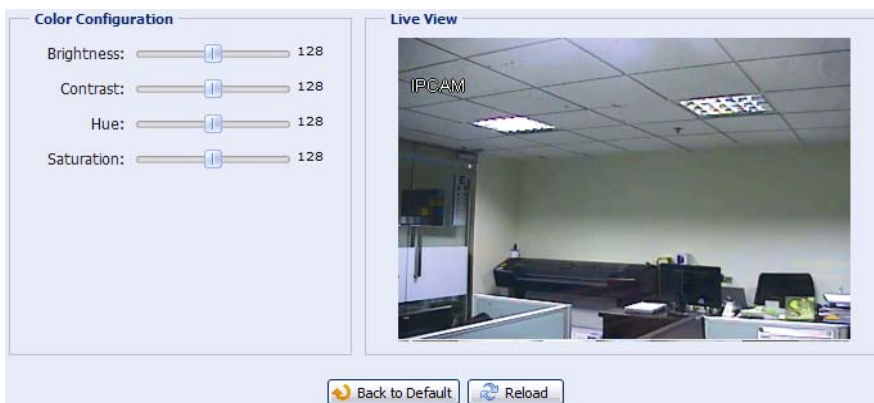 Color Configuration
Brightness: 128
Contrast: 128
Hue: 128
Saturation: 128
Live View
IPCAM
Back to Default
Reload